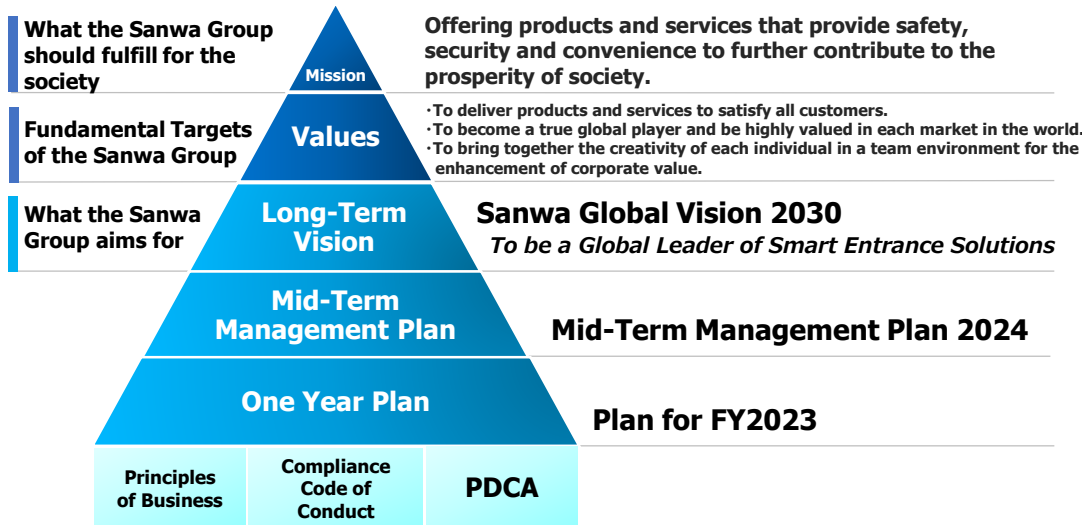 What the Sanwa Group
should fulfill for the
society
Mission
Offering products and services that provide safety,
security and convenience to further contribute to the
prosperity of society.
Fundamental Targets
of the Sanwa Group
Values
・To deliver products and services to satisfy all customers.
・To become a true global player and be highly valued in each market in the world.
・To bring together the creativity of each individual in a team environment for the
enhancement of corporate value.
What the Sanwa
Group aims for
Long-Term
Vision
Sanwa Global Vision 2030
To be a Global Leader of Smart Entrance Solutions
Mid-Term
Management Plan
Mid-Term Management Plan 2024
One Year Plan
Plan for FY2023
Principles
of Business
Compliance
Code of
Conduct
PDCA